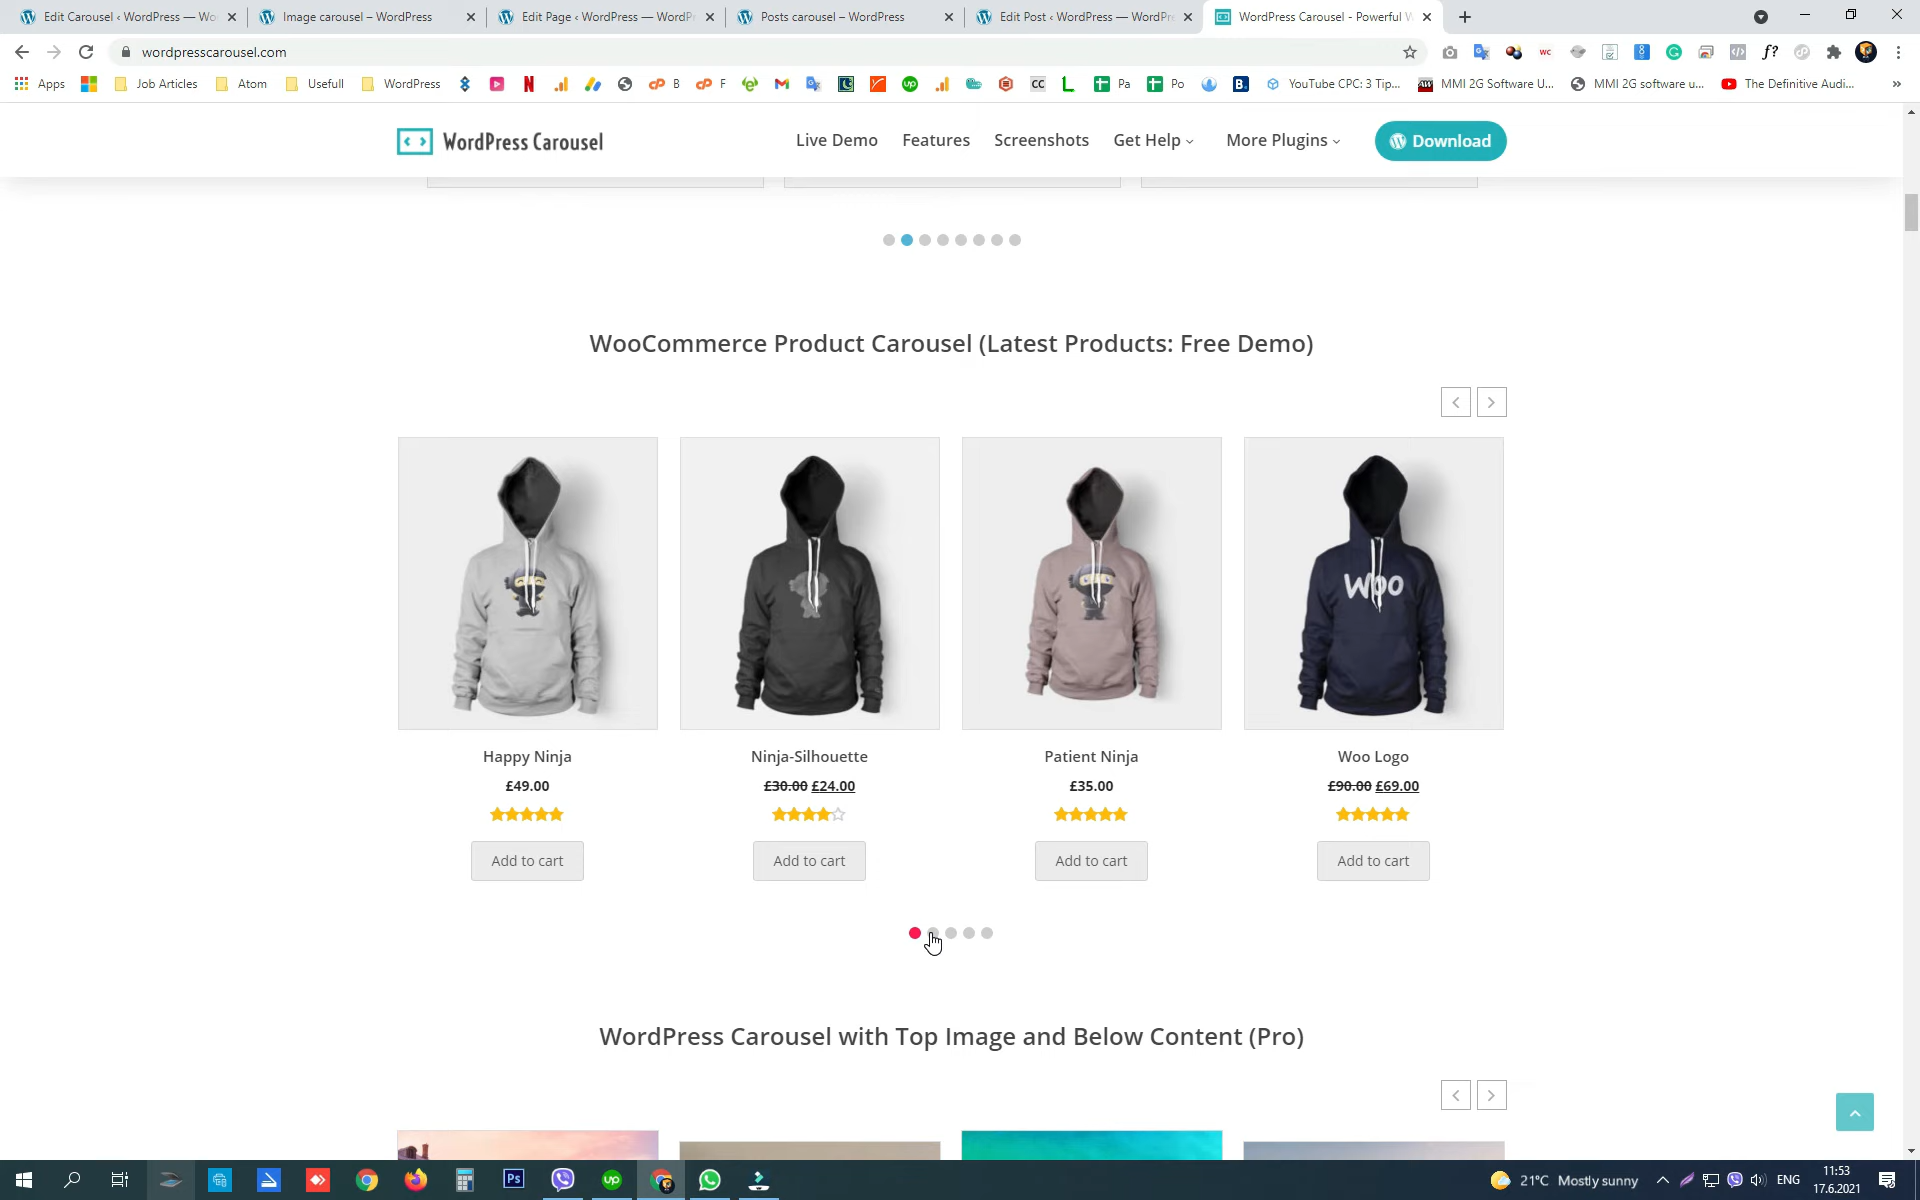 Edit Carousel ‹ WordPress — Wo
Image carousel – WordPress
Edit Page ‹ WordPress — WordPr
Posts carousel – WordPress
Edit Post ‹ WordPress — WordPr
WordPress Carousel - Powerful W
wordpresscarousel.com
Apps
Job Articles
Atom
Usefull
WordPress
B
F
CC
Pa
Po
YouTube CPC: 3 Tip...
MMI 2G Software U...
MMI 2G software u...
The Definitive Audi...
WordPress Carousel
Live Demo
Features
Screenshots
Get Help
More Plugins
Download
WooCommerce Product Carousel (Latest Products: Free Demo)
WOO
Happy Ninja
Ninja-Silhouette
Patient Ninja
Woo Logo
£49.00
£30.00 £24.00
£35.00
£90.00 £69.00
Add to cart
Add to cart
Add to cart
Add to cart
WordPress Carousel with Top Image and Below Content (Pro)
Ps
up
21°C Mostly sunny
ENG
11:53
17.6.2021